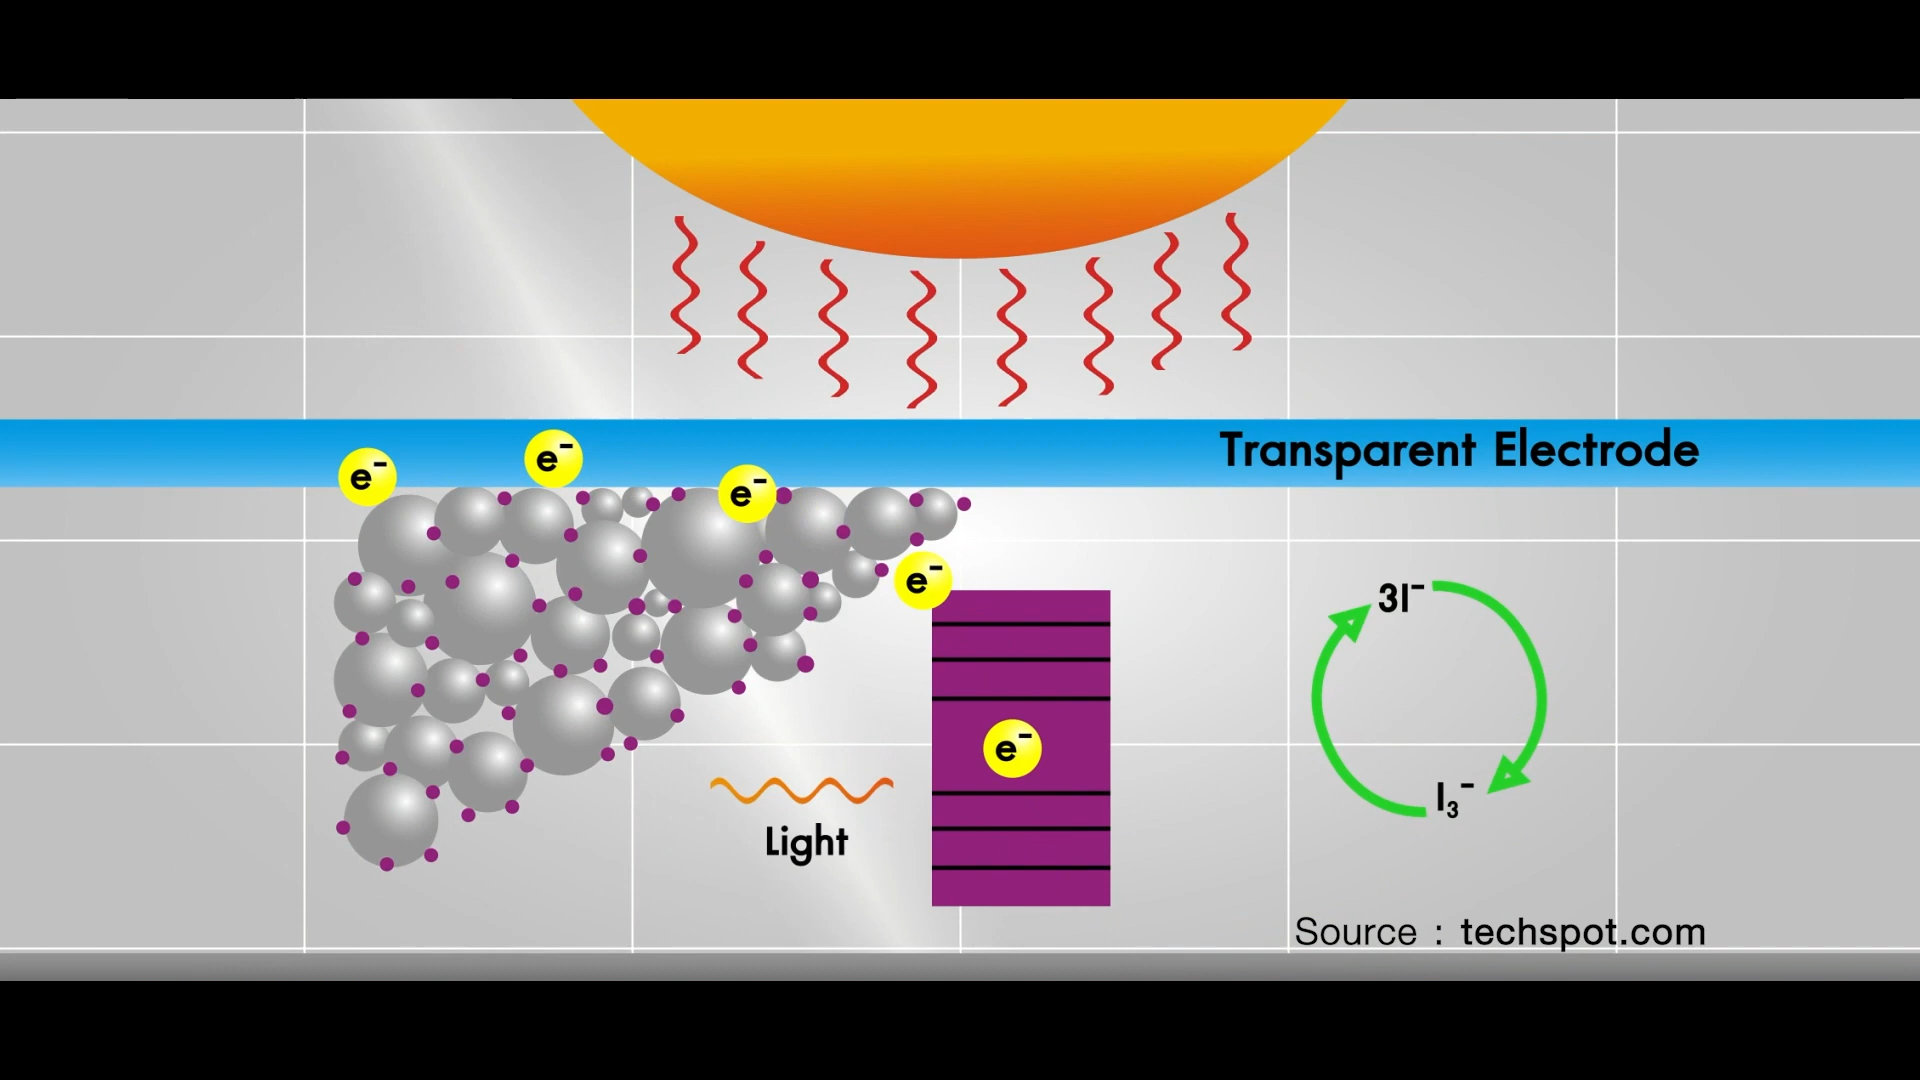 Transparent Electrode
e⁻
e⁻
e⁻
e⁻
3I⁻
e⁻
I₃⁻
Light
Source : techspot.com